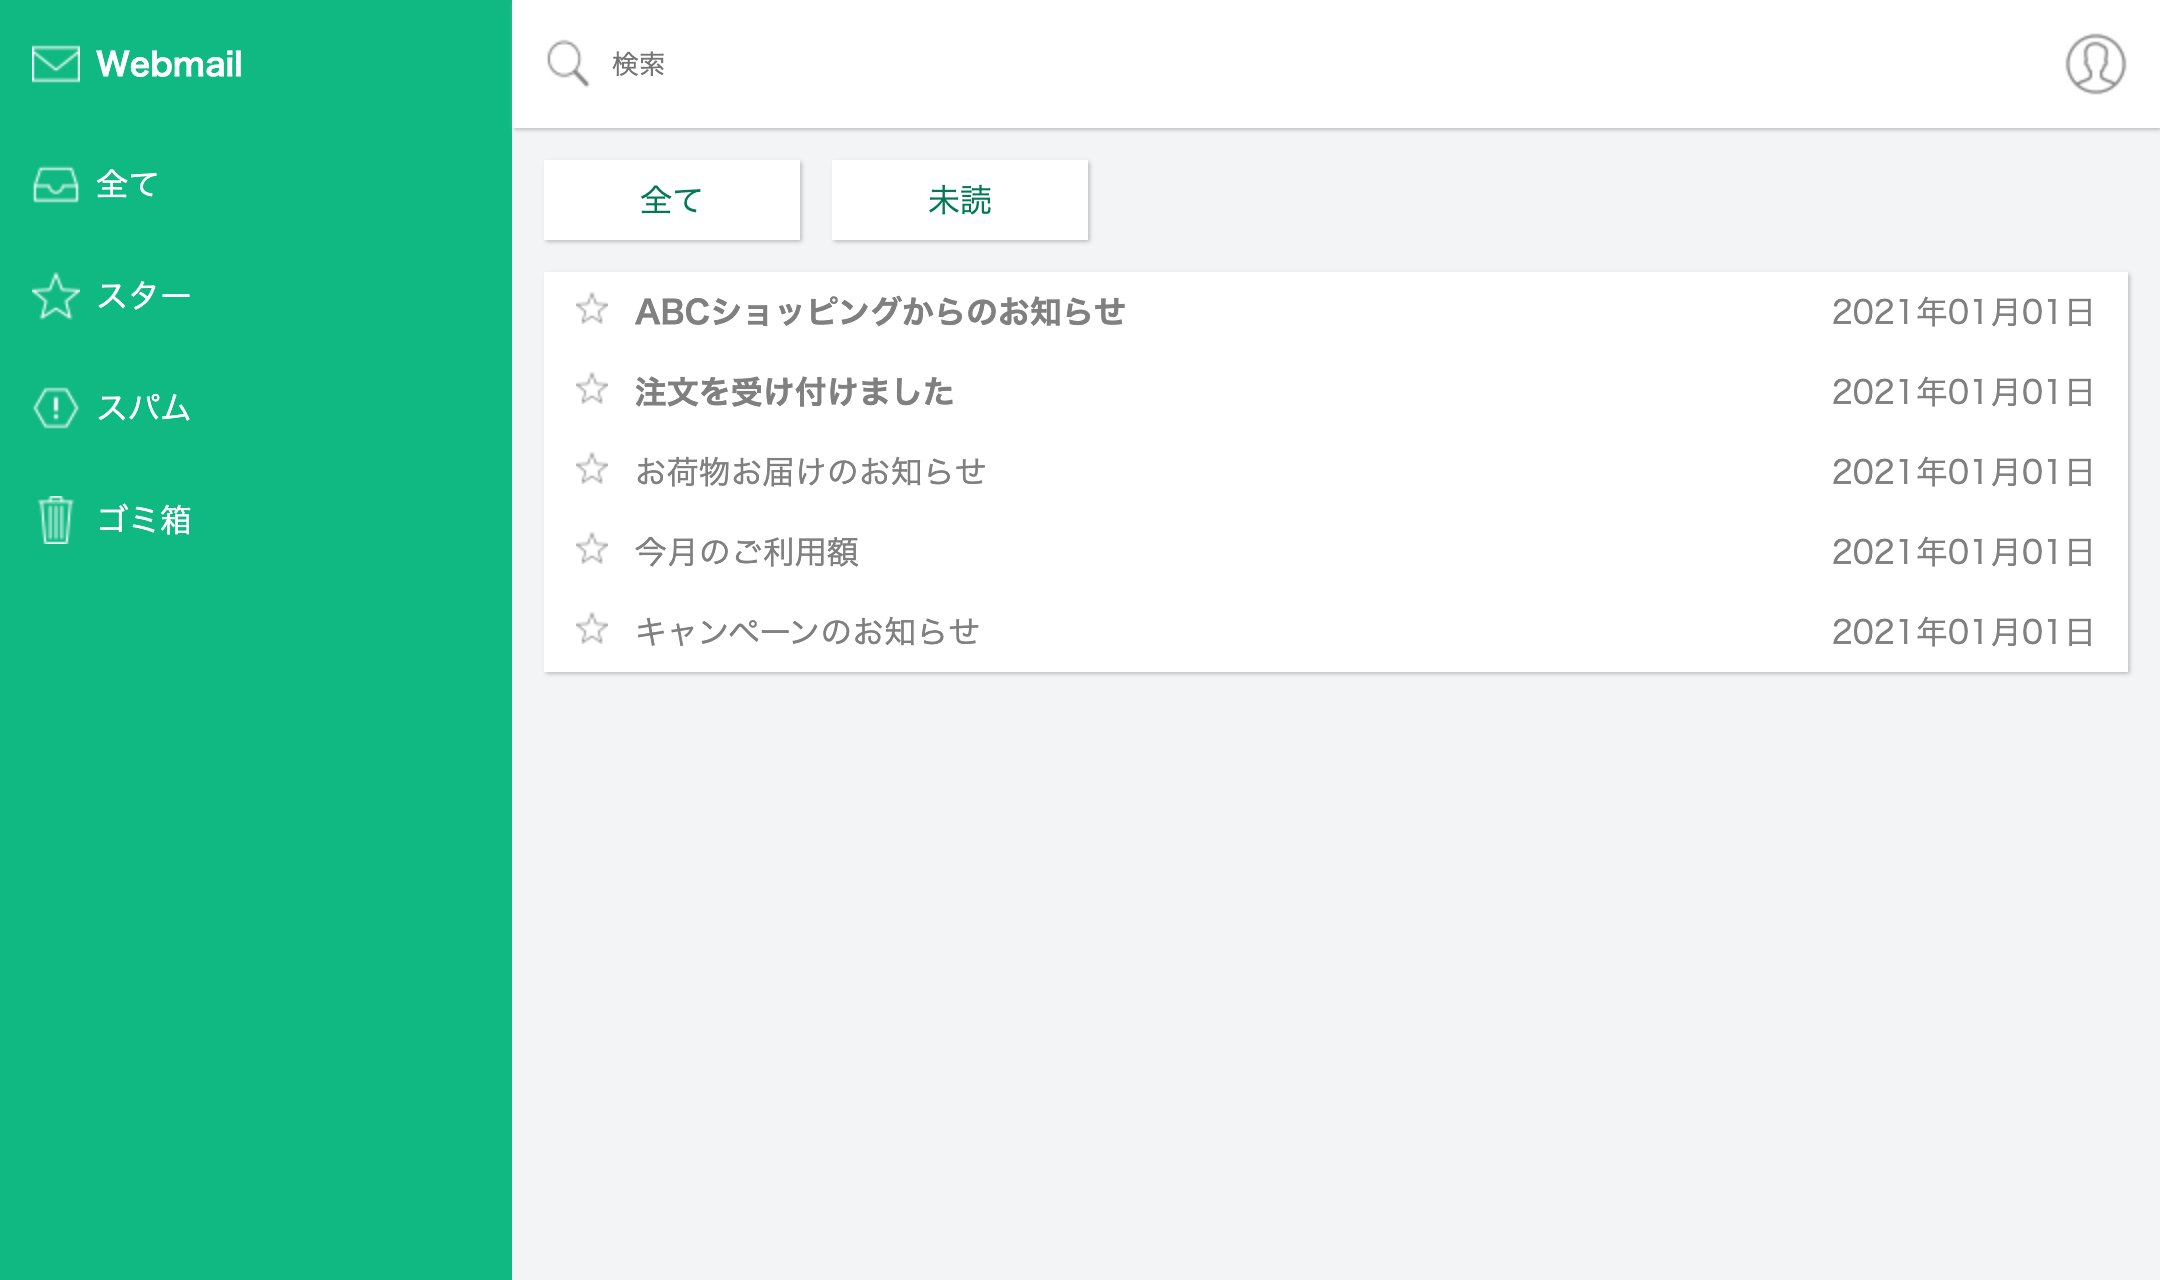 Webmail
全て
スター
スパム
ゴミ箱
検索
全て
未読
ABCショッピングからのお知らせ 2021年01月01日
注文を受け付けました 2021年01月01日
お荷物お届けのお知らせ 2021年01月01日
今月のご利用額 2021年01月01日
キャンペーンのお知らせ 2021年01月01日